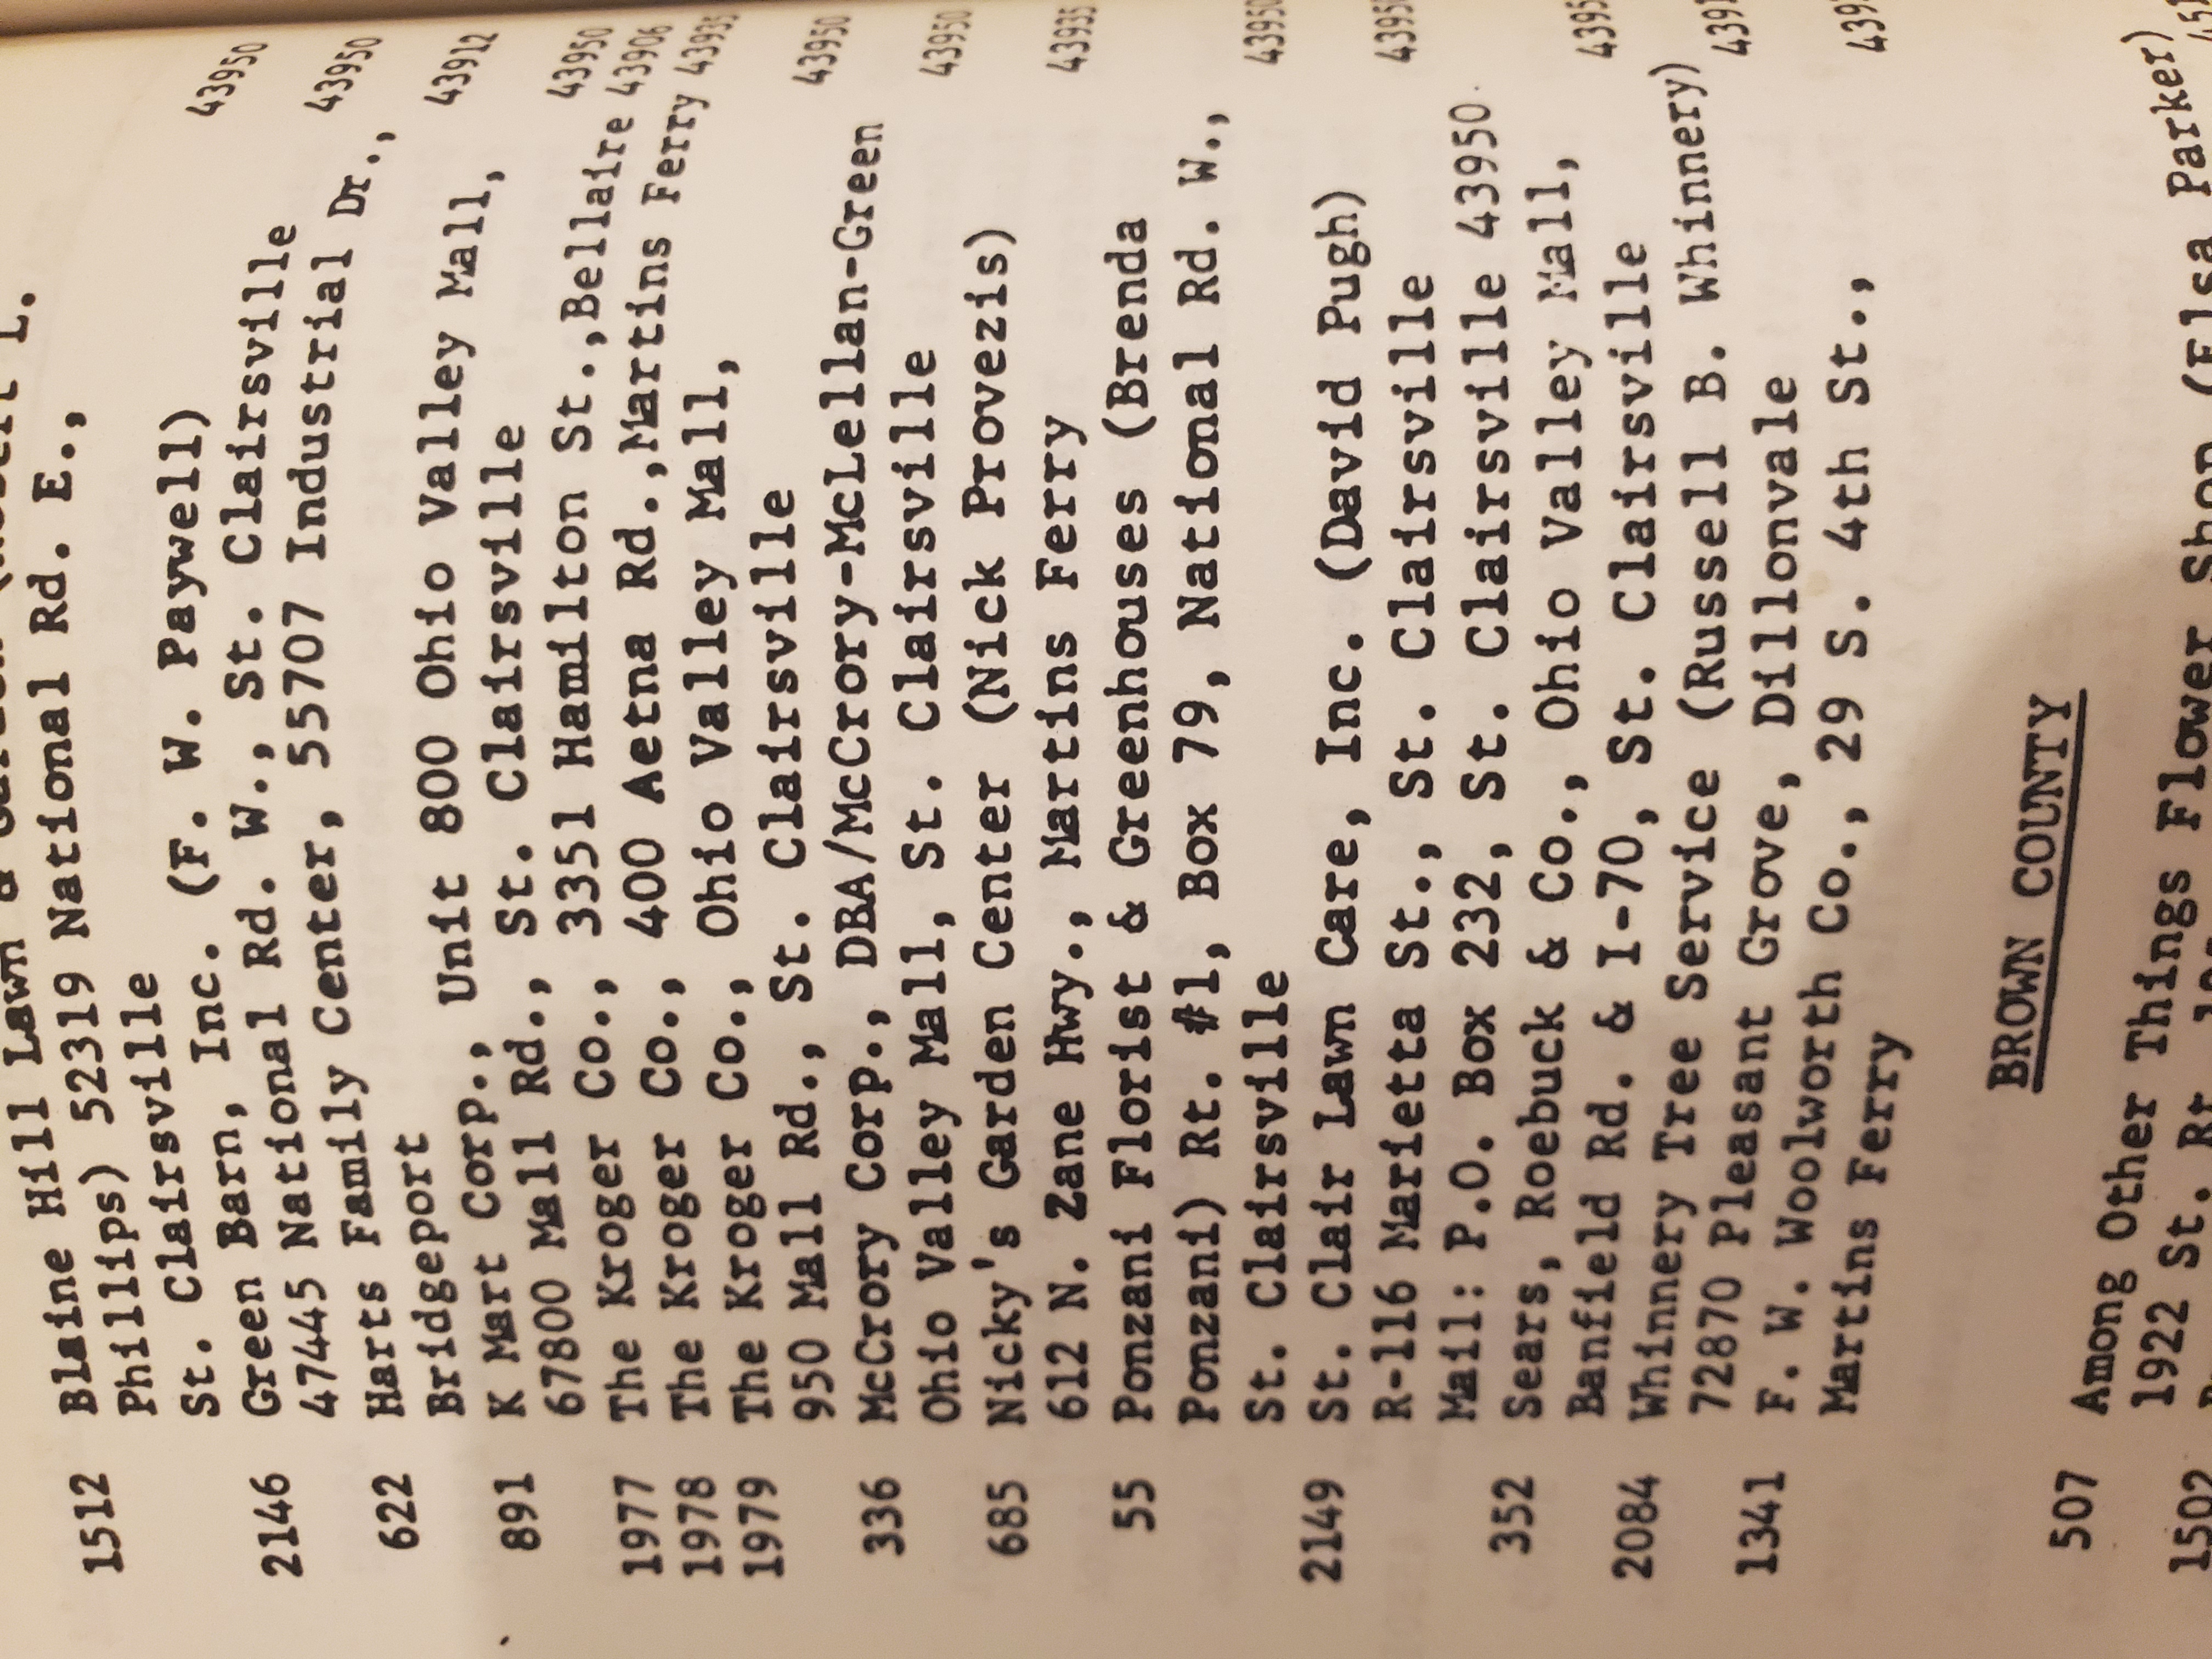 1512 Blaine Hill Lawn & Garden
Phillips) 52319 National Rd. E.,
St. Clairsville 43950
2146 Green Barn, Inc. (F. W. Paywell)
47445 National Rd. W., St. Clairsville 43950
622 Harts Family Center, 55707 Industrial Dr.,
Bridgeport 43912
891 K Mart Corp., Unit 800 Ohio Valley Mall,
67800 Mall Rd., St. Clairsville 43950
1977 The Kroger Co., 3351 Hamilton St.,Bellaire 43906
1978 The Kroger Co., 400 Aetna Rd.,Martins Ferry 43935
1979 The Kroger Co., Ohio Valley Mall,
950 Mall Rd., St. Clairsville 43950
336 McCrory Corp., DBA/McCrory-McLellan-Green
Ohio Valley Mall, St. Clairsville 43950
685 Nicky's Garden Center (Nick Provezis)
612 N. Zane Hwy., Martins Ferry 43935
55 Ponzani Florist & Greenhouses (Brenda
Ponzani) Rt. #1, Box 79, National Rd. W.,
St. Clairsville 43950
2149 St. Clair Lawn Care, Inc. (David Pugh)
R-116 Marietta St., St. Clairsville 4395
Mail: P.O. Box 232, St. Clairsville 43950
352 Sears, Roebuck & Co., Ohio Valley Mall,
Banfield Rd. & I-70, St. Clairsville 4395
2084 Whinnery Tree Service (Russell B. Whinnery)
72870 Pleasant Grove, Dillonvale 439
1341 F. W. Woolworth Co., 29 S. 4th St.,
Martins Ferry 439
BROWN COUNTY
507 Among Other Things Flower Shop (Elsa Parker)
1922 St. Rt.
1502